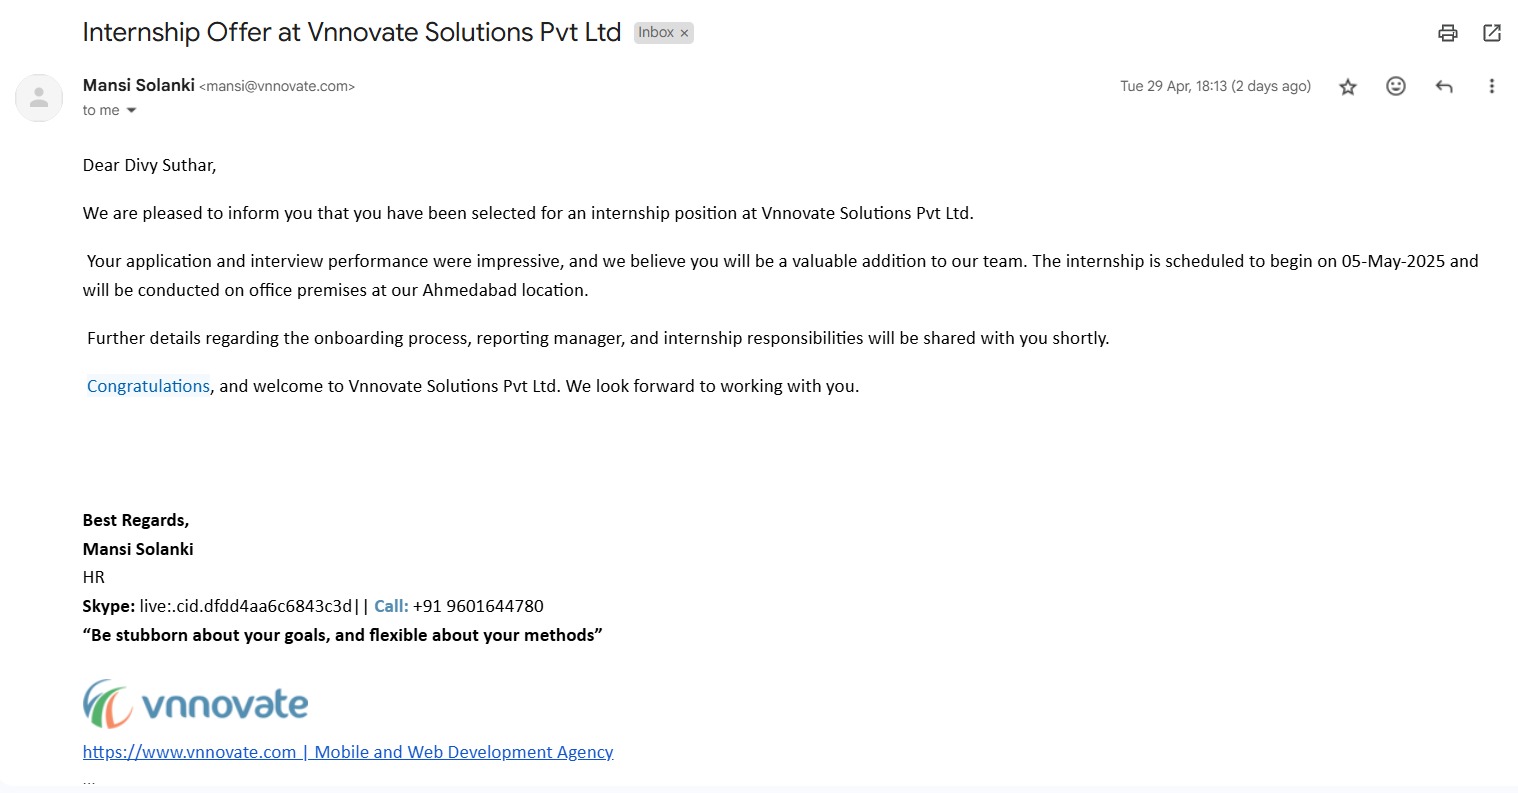 Internship Offer at Vnnovate Solutions Pvt Ltd Inbox ×
Mansi Solanki <mansi@vnnovate.com> Tue 29 Apr, 18:13 (2 days ago)
to me
Dear Divy Suthar,
We are pleased to inform you that you have been selected for an internship position at Vnnovate Solutions Pvt Ltd.
Your application and interview performance were impressive, and we believe you will be a valuable addition to our team. The internship is scheduled to begin on 05-May-2025 and
will be conducted on office premises at our Ahmedabad location.
Further details regarding the onboarding process, reporting manager, and internship responsibilities will be shared with you shortly.
Congratulations, and welcome to Vnnovate Solutions Pvt Ltd. We look forward to working with you.
Best Regards,
Mansi Solanki
HR
Skype: live:.cid.dfdd4aa6c6843c3d|| Call: +91 9601644780
“Be stubborn about your goals, and flexible about your methods”
vnnovate
https://www.vnnovate.com | Mobile and Web Development Agency
...